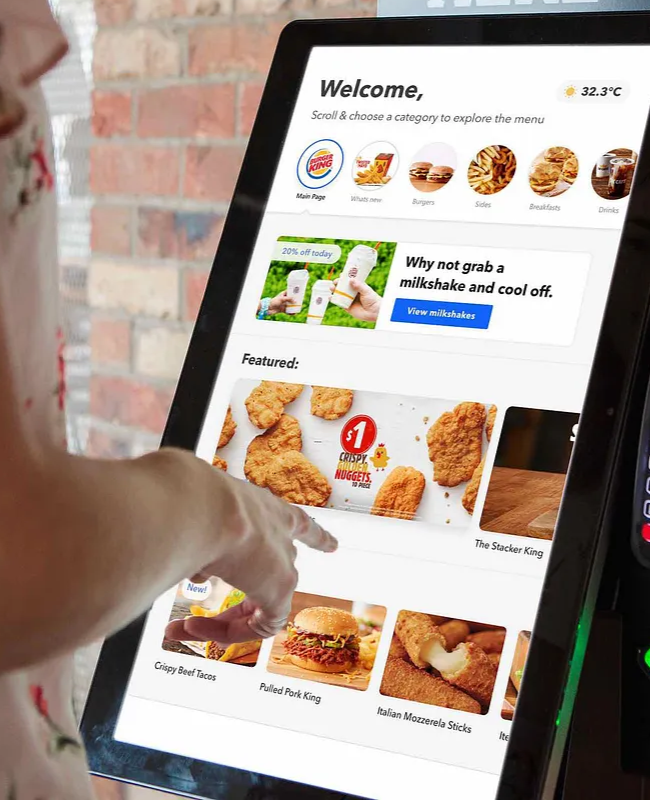 Welcome,
32.3°C
Scroll & choose a category to explore the menu
BURGER
KING
Main Page
Whats new
Burgers
Sides
Breakfasts
Drinks
20% off today
Why not grab a
milkshake and cool off.
View milkshakes
Featured:
$1
CRISPY
GOLDEN
NUGGETS.
10 PIECE
The Stacker King
New!
Crispy Beef Tacos
Pulled Pork King
Italian Mozzerela Sticks
Ite